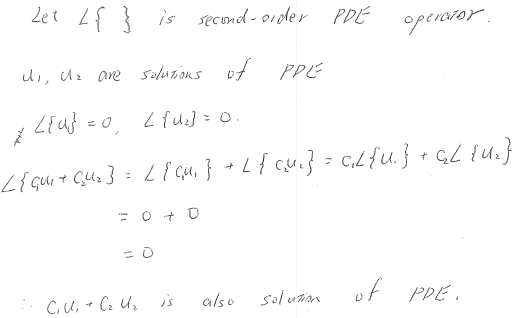 Let L{ } is second-order PDE operator.
u₁, u₂ are solutions of PDE
L{u₁} = 0, L{u₂} = 0.
L{c₁u₁ + c₂u₂} = L{c₁u₁} + L{c₂u₂} = c₁L{u₁} + c₂L{u₂}
= 0 + 0
= 0
∴ c₁u₁ + c₂u₂ is also solution of PDE.